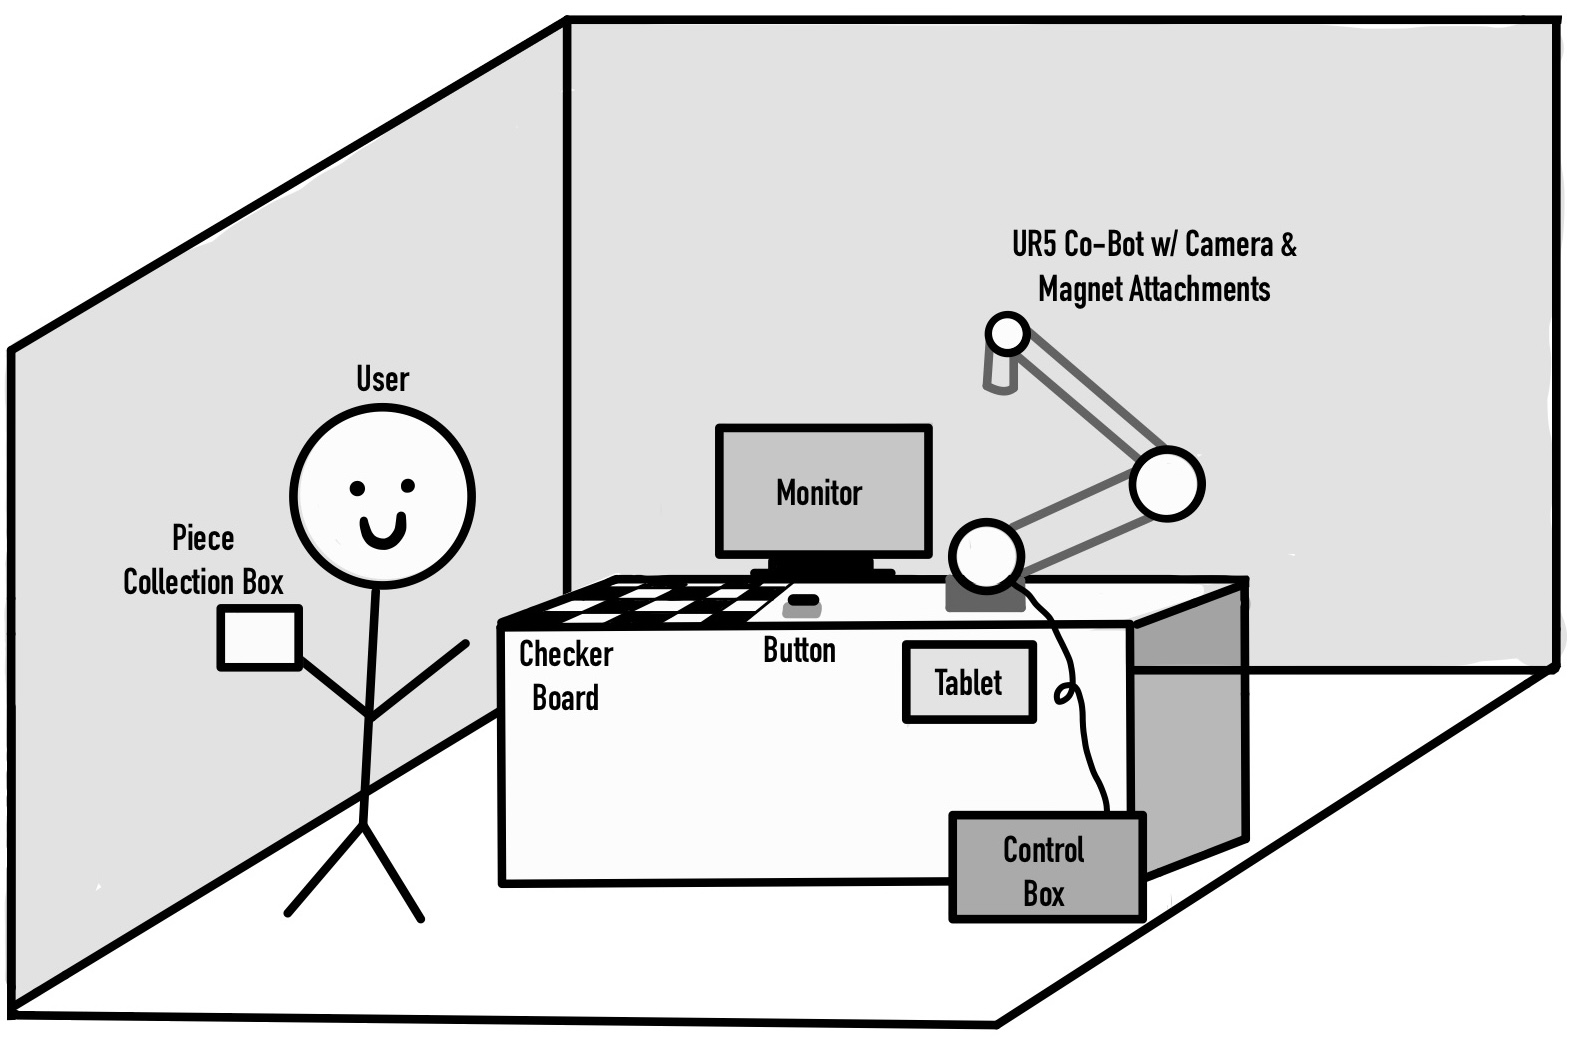 UR5 Co-Bot w/ Camera &
Magnet Attachments
User
Monitor
Piece
Collection Box
Checker
Board
Button
Tablet
Control
Box